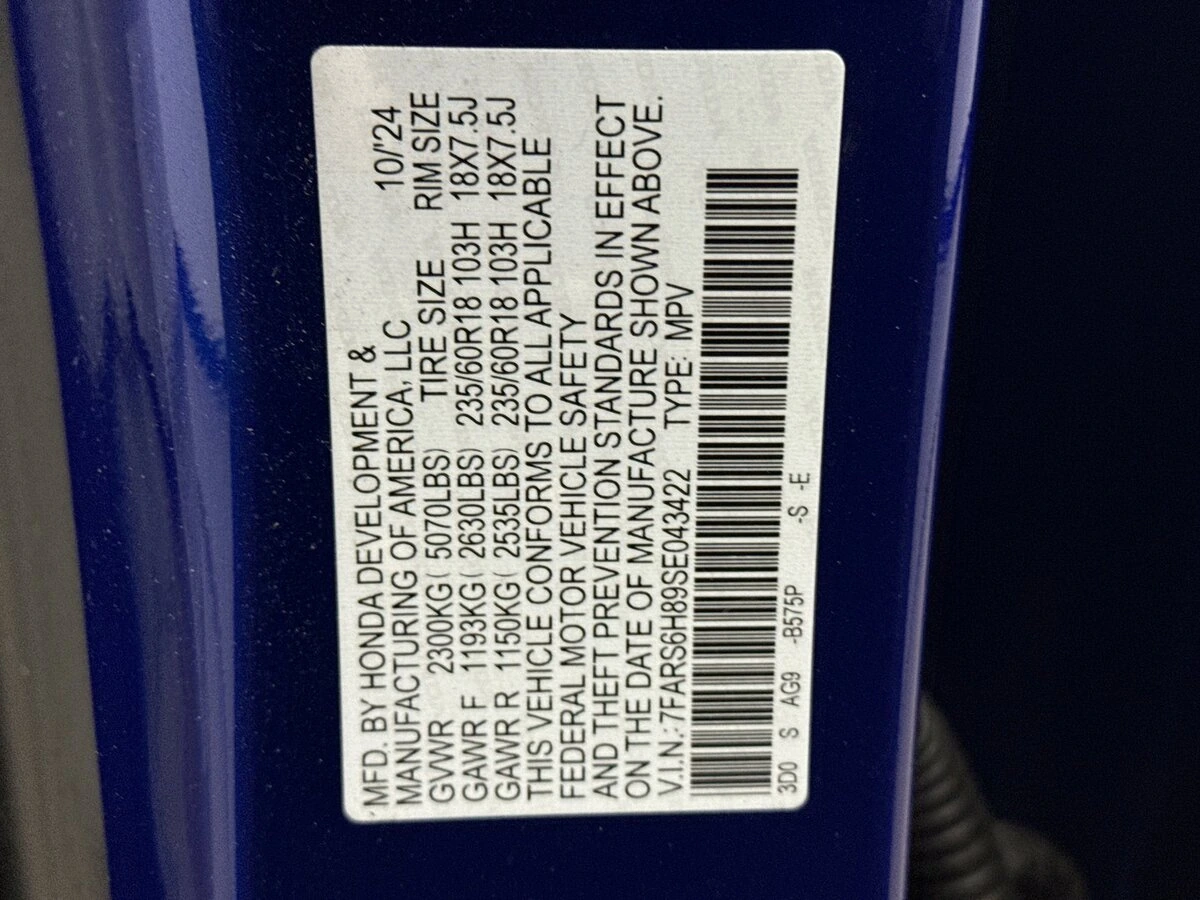 MFD. BY HONDA DEVELOPMENT &
MANUFACTURING OF AMERICA, LLC 10/'24
GVWR 2300KG ( 5070LBS) TIRE SIZE RIM SIZE
GAWR F 1193KG ( 2630LBS) 235/60R18 103H 18X7.5J
GAWR R 1150KG ( 2535LBS) 235/60R18 103H 18X7.5J
THIS VEHICLE CONFORMS TO ALL APPLICABLE
FEDERAL MOTOR VEHICLE SAFETY
AND THEFT PREVENTION STANDARDS IN EFFECT
ON THE DATE OF MANUFACTURE SHOWN ABOVE.
V.I.N.:7FARS6H89SE043422 TYPE: MPV
3D0 S AG9 -B575P -S -E